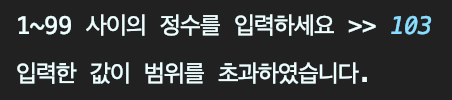 1~99 사이의 정수를 입력하세요 >> 103
입력한 값이 범위를 초과하였습니다.